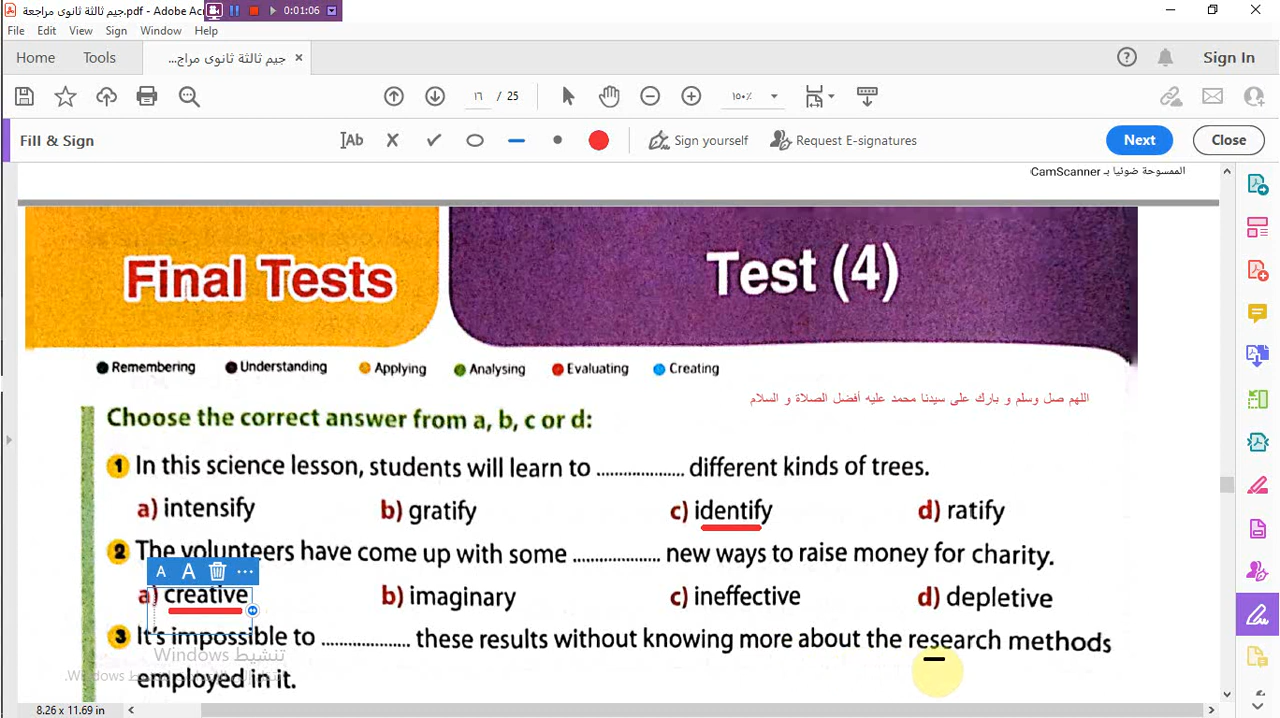 جيم ثالثة ثانوى مراجعة.pdf - Adobe Acr
0:01:06
File Edit View Sign Window Help
Home Tools جيم ثالثة ثانوى مراج... × Sign In
١٦ / 25 ١٥٠٪
Fill & Sign Ab Sign yourself Request E-signatures Next Close
الممسوحة ضوئيا بـ CamScanner
Final Tests Test (4)
Remembering Understanding Applying Analysing Evaluating Creating
اللهم صل وسلم و بارك على سيدنا محمد عليه أفضل الصلاة و السلام
Choose the correct answer from a, b, c or d:
1 In this science lesson, students will learn to .................... different kinds of trees.
a) intensify b) gratify c) identify d) ratify
2 The volunteers have come up with some .................... new ways to raise money for charity.
A A ...
a) creative b) imaginary c) ineffective d) depletive
3 It's impossible to .................... these results without knowing more about the research methods
تنشيط Windows
employed in it.
8.26 x 11.69 in